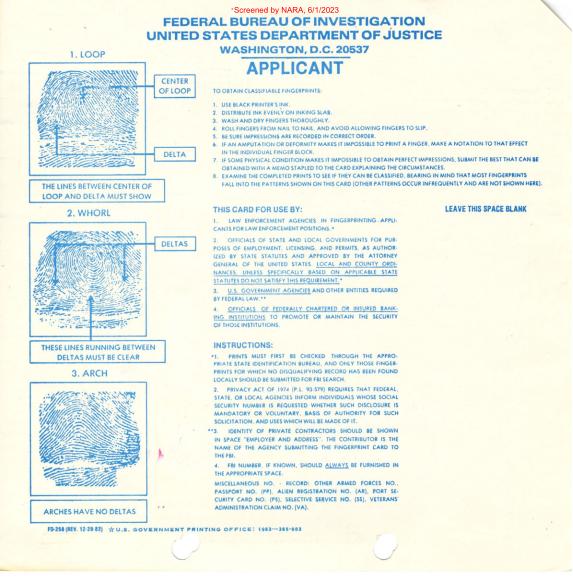 *Screened by NARA, 6/1/2023
FEDERAL BUREAU OF INVESTIGATION
UNITED STATES DEPARTMENT OF JUSTICE
WASHINGTON, D.C. 20537
APPLICANT
1. LOOP
CENTER
OF LOOP
DELTA
THE LINES BETWEEN CENTER OF
LOOP AND DELTA MUST SHOW
2. WHORL
DELTAS
THESE LINES RUNNING BETWEEN
DELTAS MUST BE CLEAR
3. ARCH
ARCHES HAVE NO DELTAS
TO OBTAIN CLASSIFIABLE FINGERPRINTS:
1. USE BLACK PRINTER'S INK.
2. DISTRIBUTE INK EVENLY ON INKING SLAB.
3. WASH AND DRY FINGERS THOROUGHLY.
4. ROLL FINGERS FROM NAIL TO NAIL, AND AVOID ALLOWING FINGERS TO SLIP.
5. BE SURE IMPRESSIONS ARE RECORDED IN CORRECT ORDER.
6. IF AN AMPUTATION OR DEFORMITY MAKES IT IMPOSSIBLE TO PRINT A FINGER, MAKE A NOTATION TO THAT EFFECT
IN THE INDIVIDUAL FINGER BLOCK.
7. IF SOME PHYSICAL CONDITION MAKES IT IMPOSSIBLE TO OBTAIN PERFECT IMPRESSIONS, SUBMIT THE BEST THAT CAN BE
OBTAINED WITH A MEMO STAPLED TO THE CARD EXPLAINING THE CIRCUMSTANCES.
8. EXAMINE THE COMPLETED PRINTS TO SEE IF THEY CAN BE CLASSIFIED, BEARING IN MIND THAT MOST FINGERPRINTS
FALL INTO THE PATTERNS SHOWN ON THIS CARD (OTHER PATTERNS OCCUR INFREQUENTLY AND ARE NOT SHOWN HERE).
THIS CARD FOR USE BY:
LEAVE THIS SPACE BLANK
1. LAW ENFORCEMENT AGENCIES IN FINGERPRINTING APPLI-
CANTS FOR LAW ENFORCEMENT POSITIONS.*
2. OFFICIALS OF STATE AND LOCAL GOVERNMENTS FOR PUR-
POSES OF EMPLOYMENT, LICENSING, AND PERMITS, AS AUTHOR-
IZED BY STATE STATUTES AND APPROVED BY THE ATTORNEY
GENERAL OF THE UNITED STATES. LOCAL AND COUNTY ORDI-
NANCES, UNLESS SPECIFICALLY BASED ON APPLICABLE STATE
STATUTES DO NOT SATISFY THIS REQUIREMENT.*
3. U.S. GOVERNMENT AGENCIES AND OTHER ENTITIES REQUIRED
BY FEDERAL LAW.**
4. OFFICIALS OF FEDERALLY CHARTERED OR INSURED BANK-
ING INSTITUTIONS TO PROMOTE OR MAINTAIN THE SECURITY
OF THOSE INSTITUTIONS.
INSTRUCTIONS:
*1. PRINTS MUST FIRST BE CHECKED THROUGH THE APPRO-
PRIATE STATE IDENTIFICATION BUREAU, AND ONLY THOSE FINGER-
PRINTS FOR WHICH NO DISQUALIFYING RECORD HAS BEEN FOUND
LOCALLY SHOULD BE SUBMITTED FOR FBI SEARCH.
2. PRIVACY ACT OF 1974 (P.L. 93-579) REQUIRES THAT FEDERAL,
STATE, OR LOCAL AGENCIES INFORM INDIVIDUALS WHOSE SOCIAL
SECURITY NUMBER IS REQUESTED WHETHER SUCH DISCLOSURE IS
MANDATORY OR VOLUNTARY, BASIS OF AUTHORITY FOR SUCH
SOLICITATION, AND USES WHICH WILL BE MADE OF IT.
**3. IDENTITY OF PRIVATE CONTRACTORS SHOULD BE SHOWN
IN SPACE "EMPLOYER AND ADDRESS". THE CONTRIBUTOR IS THE
NAME OF THE AGENCY SUBMITTING THE FINGERPRINT CARD TO
THE FBI.
4. FBI NUMBER, IF KNOWN, SHOULD ALWAYS BE FURNISHED IN
THE APPROPRIATE SPACE.
MISCELLANEOUS NO. - RECORD: OTHER ARMED FORCES NO.,
PASSPORT NO. (PP), ALIEN REGISTRATION NO. (AR), PORT SE-
CURITY CARD NO. (PS), SELECTIVE SERVICE NO. (SS), VETERANS'
ADMINISTRATION CLAIM NO. (VA).
FD-258 (REV. 12-29-82) ☆ U.S. GOVERNMENT PRINTING OFFICE: 1983—